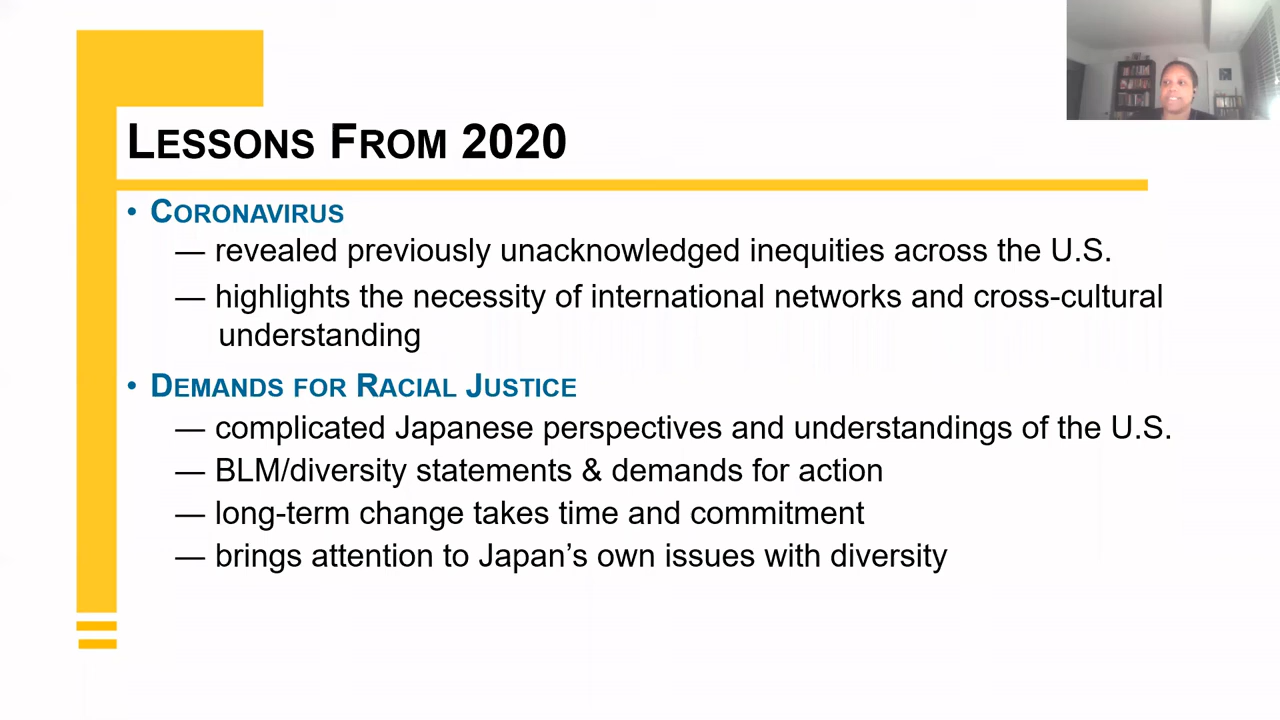 LESSONS FROM 2020
• CORONAVIRUS
— revealed previously unacknowledged inequities across the U.S.
— highlights the necessity of international networks and cross-cultural
understanding
• DEMANDS FOR RACIAL JUSTICE
— complicated Japanese perspectives and understandings of the U.S.
— BLM/diversity statements & demands for action
— long-term change takes time and commitment
— brings attention to Japan’s own issues with diversity